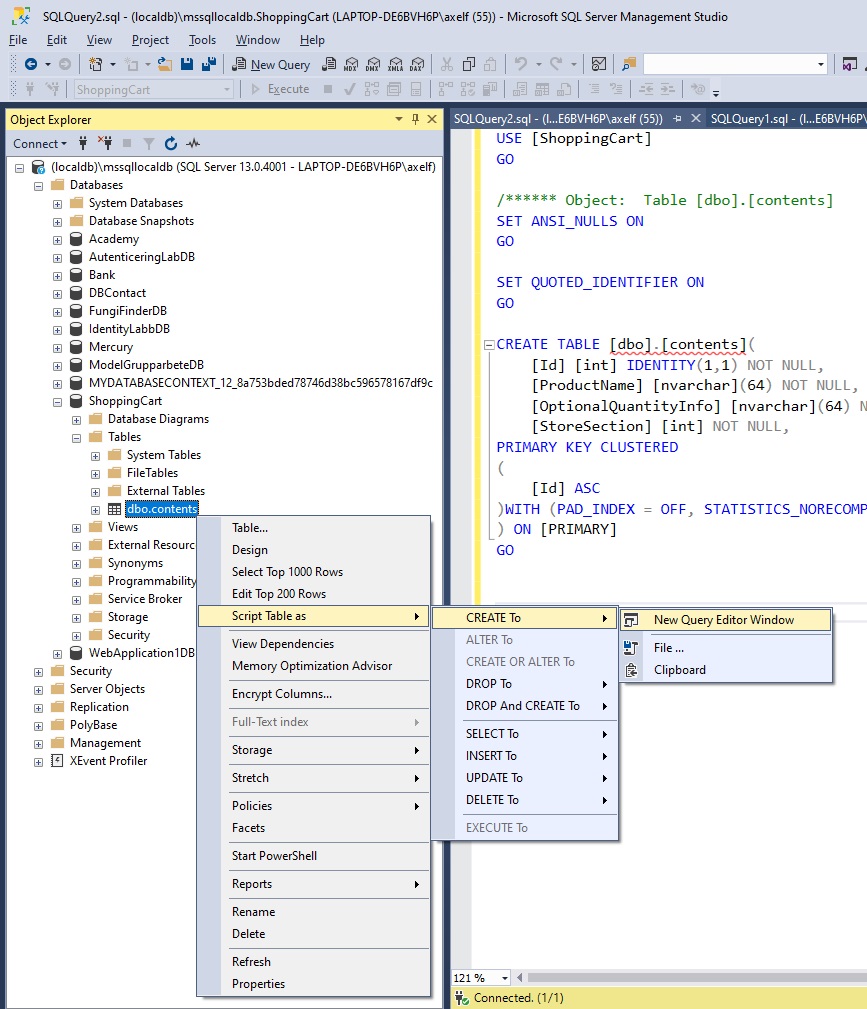 SQLQuery2.sql - (localdb)\mssqllocaldb.ShoppingCart (LAPTOP-DE6BVH6P\axelf (55)) - Microsoft SQL Server Management Studio
File Edit View Project Tools Window Help
New Query MDX DMX XMLA DAX
ShoppingCart Execute
Object Explorer
Connect
(localdb)\mssqllocaldb (SQL Server 13.0.4001 - LAPTOP-DE6BVH6P\axelf)
Databases
System Databases
Database Snapshots
Academy
AutenticeringLabDB
Bank
DBContact
FungiFinderDB
IdentityLabbDB
Mercury
ModelGrupparbeteDB
MYDATABASECONTEXT_12_8a753bded78746d38bc596578167df9c
ShoppingCart
Database Diagrams
Tables
System Tables
FileTables
External Tables
dbo.contents
Views
External Resourc
Synonyms
Programmability
Service Broker
Storage
Security
WebApplication1DB
Security
Server Objects
Replication
PolyBase
Management
XEvent Profiler
Table...
Design
Select Top 1000 Rows
Edit Top 200 Rows
Script Table as
View Dependencies
Memory Optimization Advisor
Encrypt Columns...
Full-Text index
Storage
Stretch
Policies
Facets
Start PowerShell
Reports
Rename
Delete
Refresh
Properties
CREATE To
ALTER To
CREATE OR ALTER To
DROP To
DROP And CREATE To
SELECT To
INSERT To
UPDATE To
DELETE To
EXECUTE To
New Query Editor Window
File ...
Clipboard
SQLQuery2.sql - (l...E6BVH6P\axelf (55)) SQLQuery1.sql - (l...E6BVH6P\a
USE [ShoppingCart]
GO
/****** Object:  Table [dbo].[contents]
SET ANSI_NULLS ON
GO
SET QUOTED_IDENTIFIER ON
GO
CREATE TABLE [dbo].[contents](
[Id] [int] IDENTITY(1,1) NOT NULL,
[ProductName] [nvarchar](64) NOT NULL,
[OptionalQuantityInfo] [nvarchar](64) N
[StoreSection] [int] NOT NULL,
PRIMARY KEY CLUSTERED
(
[Id] ASC
)WITH (PAD_INDEX = OFF, STATISTICS_NORECOMP
) ON [PRIMARY]
GO
121 %
Connected. (1/1)